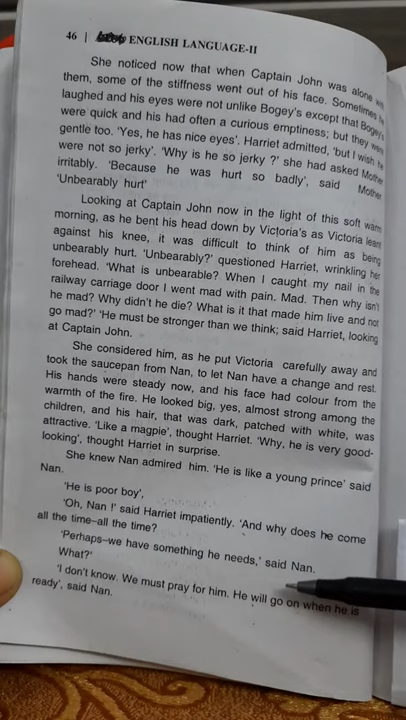 46 | ENGLISH LANGUAGE-II
She noticed now that when Captain John was alone with
them, some of the stiffness went out of his face. Sometimes he
laughed and his eyes were not unlike Bogey's except that Bogey's
were quick and his had often a curious emptiness; but they were
gentle too. 'Yes, he has nice eyes'. Harriet admitted, 'but I wish he
were not so jerky'. 'Why is he so jerky ?' she had asked Mother
irritably. 'Because he was hurt so badly', said Mother
'Unbearably hurt'
Looking at Captain John now in the light of this soft warm
morning, as he bent his head down by Victoria's as Victoria leant
against his knee, it was difficult to think of him as being
unbearably hurt. 'Unbearably?' questioned Harriet, wrinkling her
forehead. 'What is unbearable? When I caught my nail in the
railway carriage door I went mad with pain. Mad. Then why isn't
he mad? Why didn't he die? What is it that made him live and not
go mad?' 'He must be stronger than we think; said Harriet, looking
at Captain John.
She considered him, as he put Victoria carefully away and
took the saucepan from Nan, to let Nan have a change and rest.
His hands were steady now, and his face had colour from the
warmth of the fire. He looked big, yes, almost strong among the
children, and his hair, that was dark, patched with white, was
attractive. 'Like a magpie', thought Harriet. 'Why, he is very good-
looking', thought Harriet in surprise.
She knew Nan admired him. 'He is like a young prince' said
Nan.
'He is poor boy',
'Oh, Nan !' said Harriet impatiently. 'And why does he come
all the time–all the time?
'Perhaps–we have something he needs,' said Nan.
What?'
'I don't know. We must pray for him. He will go on when he is
ready', said Nan.